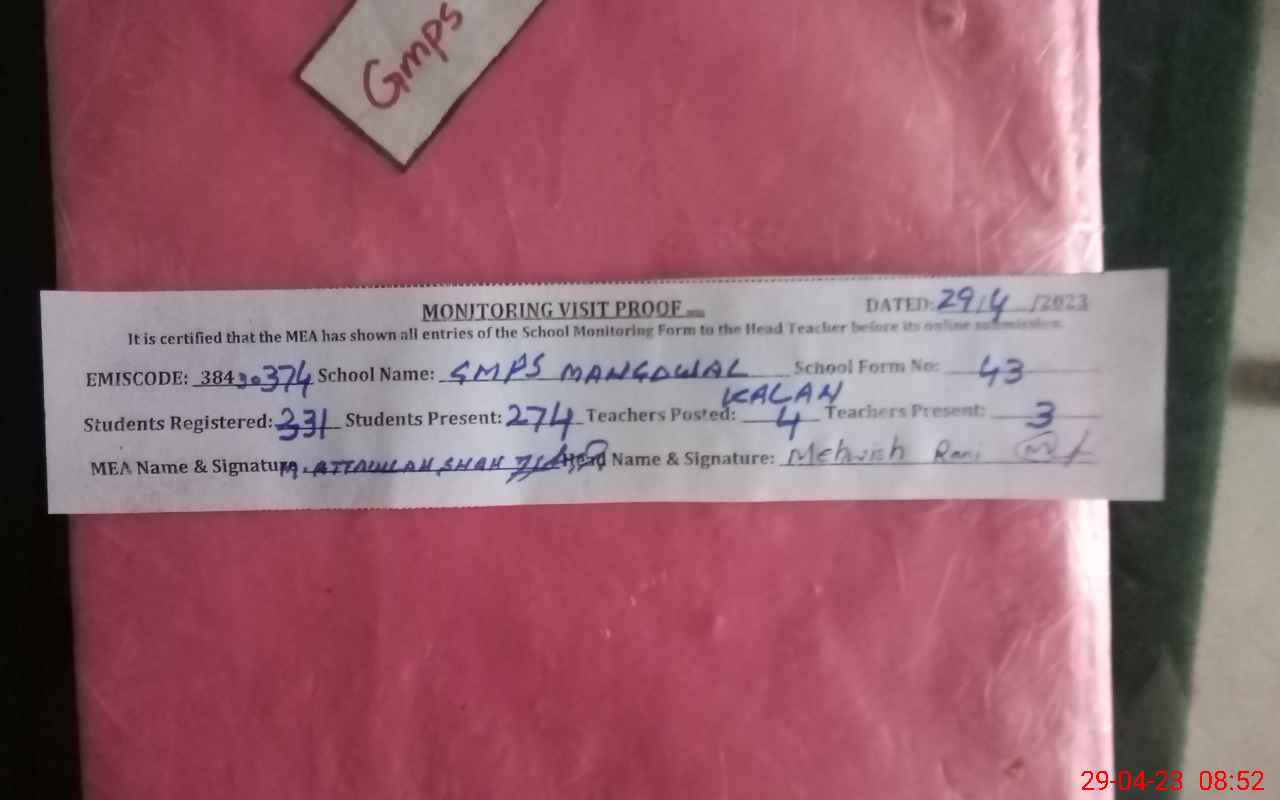 Gmps
MONITORING VISIT PROOF
DATED: 29/4/2023
It is certified that the MEA has shown all entries of the School Monitoring Form to the Head Teacher before its online submission.
EMISCODE: 38430374 School Name: GMPS MANGOWAL KALAN School Form No: 43
Students Registered: 331 Students Present: 274 Teachers Posted: 4 Teachers Present: 3
MEA Name & Signature M. ATTAULLAH SHAH Head Name & Signature: Mehwish Rani
29-04-23 08:52